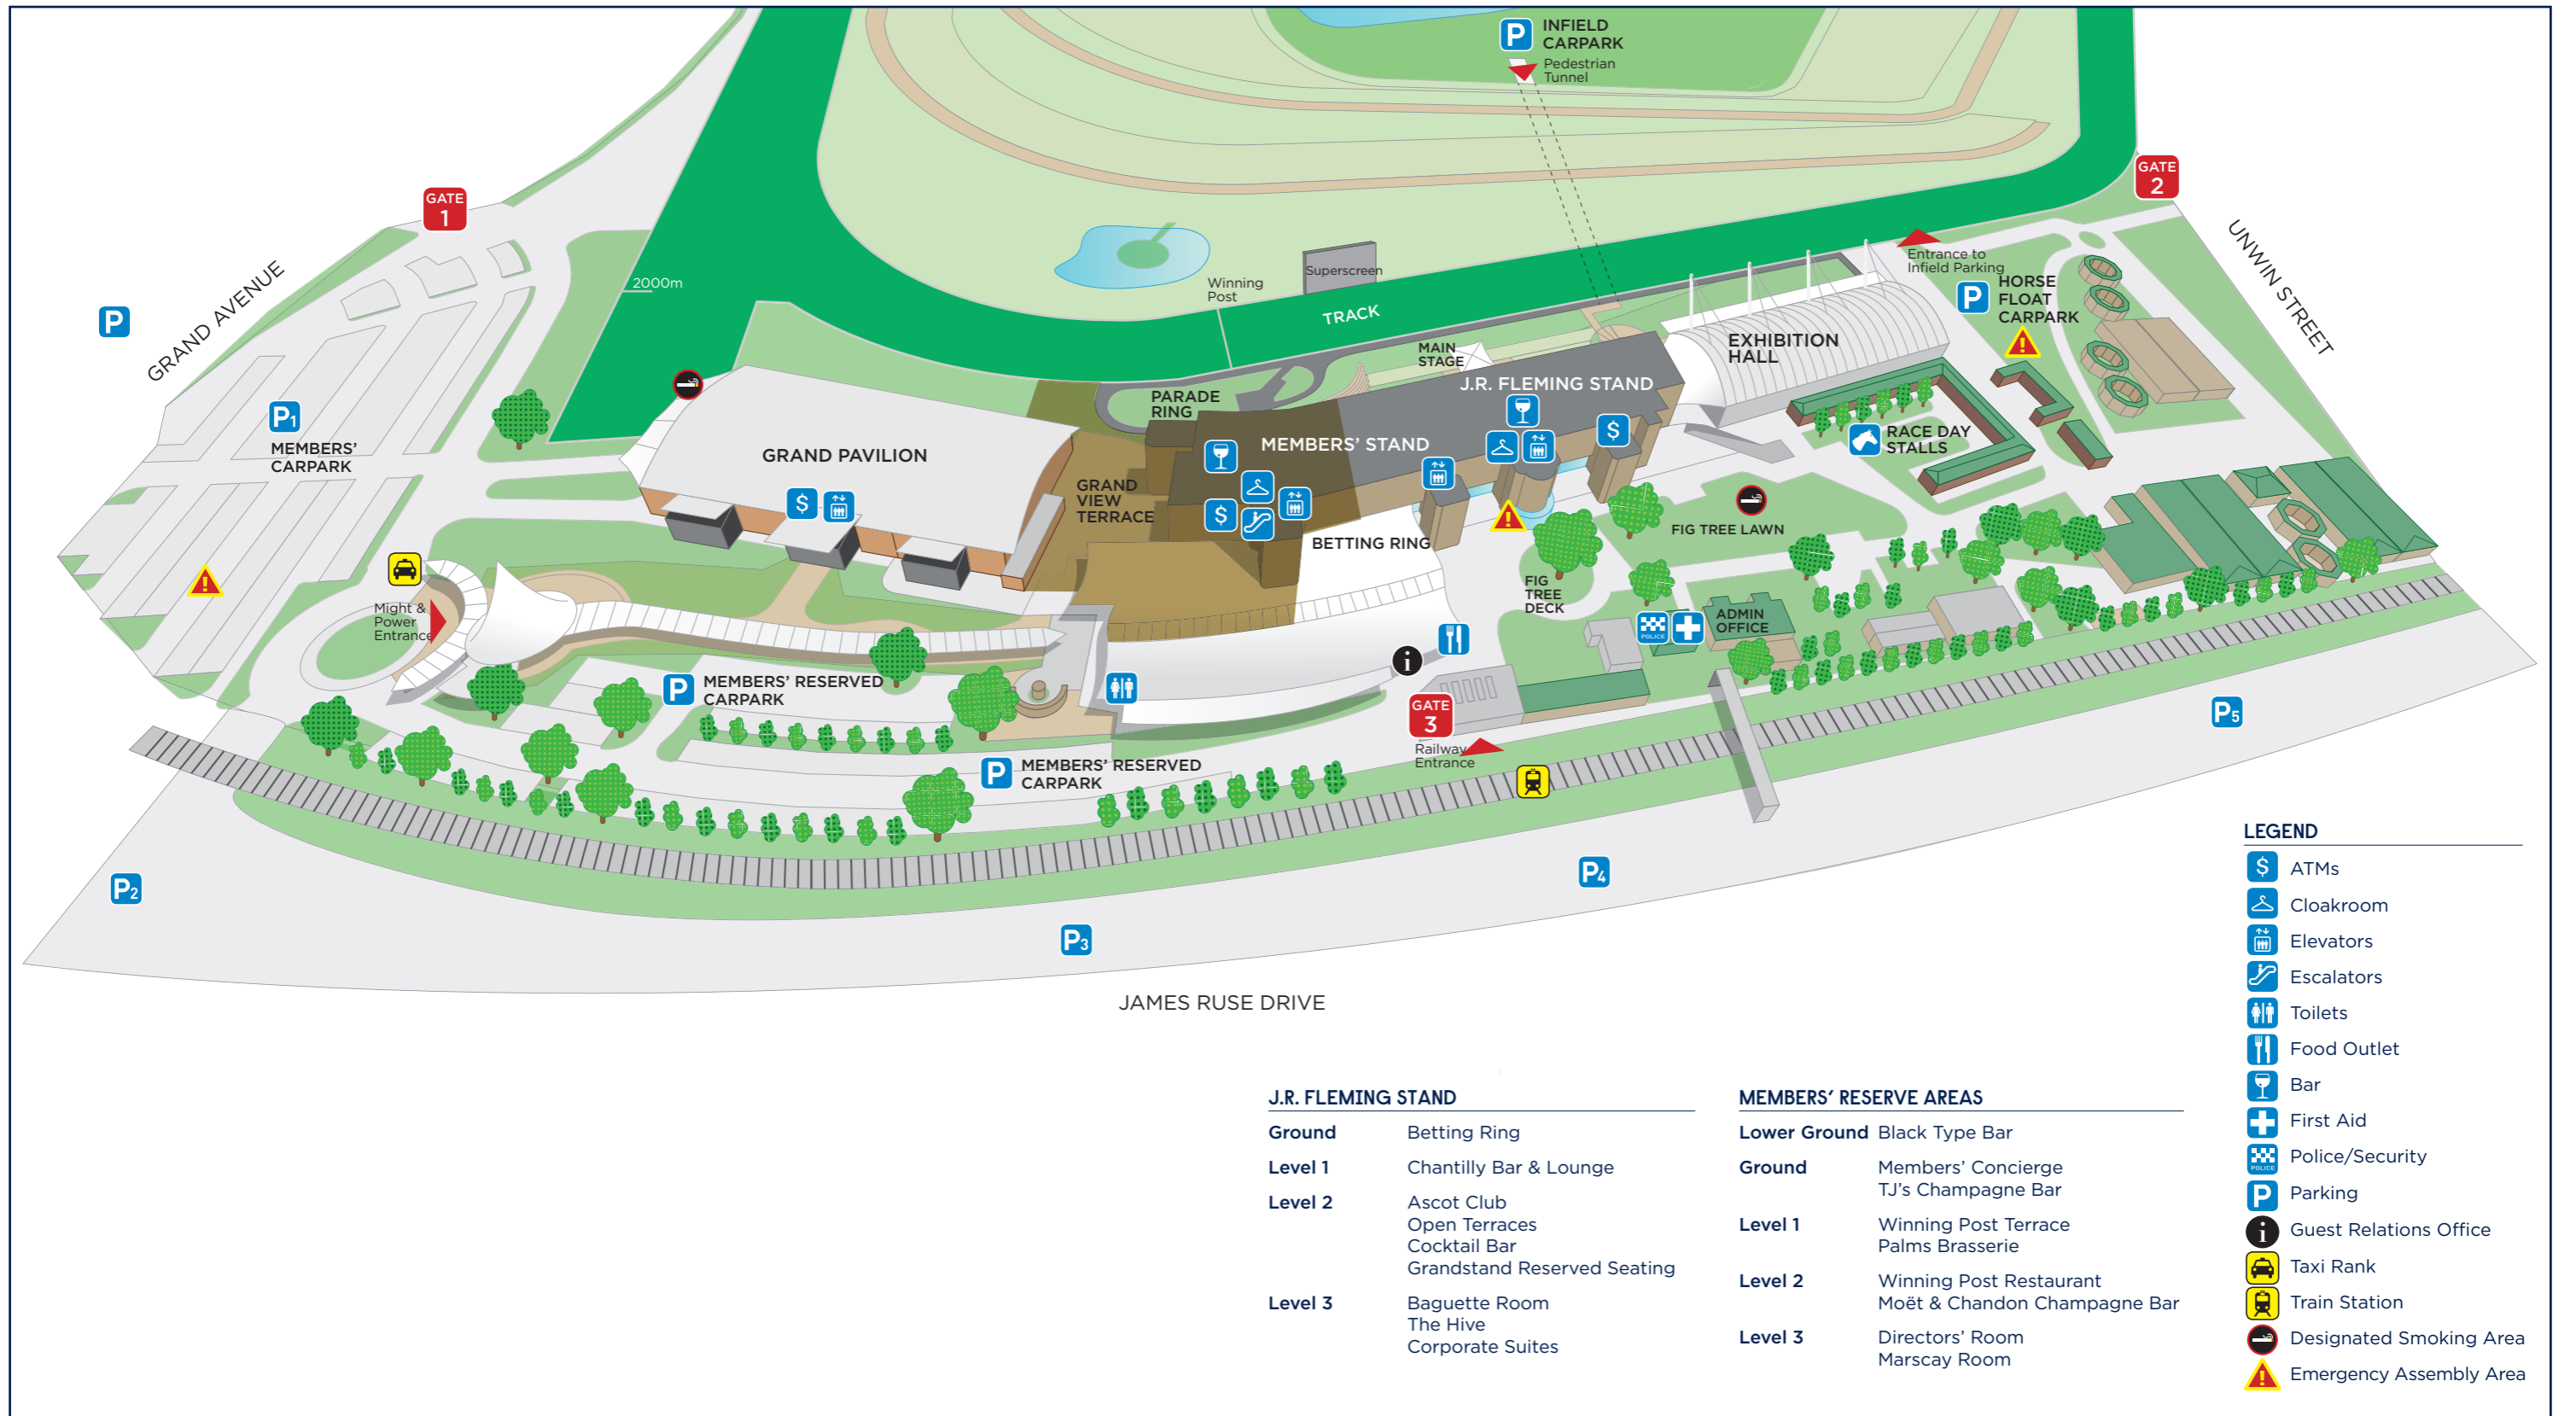 P
INFIELD
CARPARK
Pedestrian
Tunnel
GATE
1
GATE
2
GRAND AVENUE
UNWIN STREET
P
2000m
Winning
Post
Superscreen
TRACK
Entrance to
Infield Parking
P
HORSE
FLOAT
CARPARK
!
P1
MEMBERS'
CARPARK
PARADE
RING
MAIN
STAGE
EXHIBITION
HALL
J.R. FLEMING STAND
GRAND PAVILION
MEMBERS' STAND
$
RACE DAY
STALLS
GRAND
VIEW
TERRACE
$
$
BETTING RING
!
FIG TREE LAWN
FIG
TREE
DECK
!
Might &
Power
Entrance
POLICE
ADMIN
OFFICE
i
P
MEMBERS' RESERVED
CARPARK
GATE
3
Railway
Entrance
P
MEMBERS' RESERVED
CARPARK
P5
P2
P3
P4
JAMES RUSE DRIVE
LEGEND
$ ATMs
Cloakroom
Elevators
Escalators
Toilets
Food Outlet
Bar
First Aid
POLICE Police/Security
P Parking
i Guest Relations Office
Taxi Rank
Train Station
Designated Smoking Area
! Emergency Assembly Area
J.R. FLEMING STAND
Ground Betting Ring
Level 1 Chantilly Bar & Lounge
Level 2 Ascot Club
Open Terraces
Cocktail Bar
Grandstand Reserved Seating
Level 3 Baguette Room
The Hive
Corporate Suites
MEMBERS' RESERVE AREAS
Lower Ground Black Type Bar
Ground Members' Concierge
TJ's Champagne Bar
Level 1 Winning Post Terrace
Palms Brasserie
Level 2 Winning Post Restaurant
Moët & Chandon Champagne Bar
Level 3 Directors' Room
Marscay Room